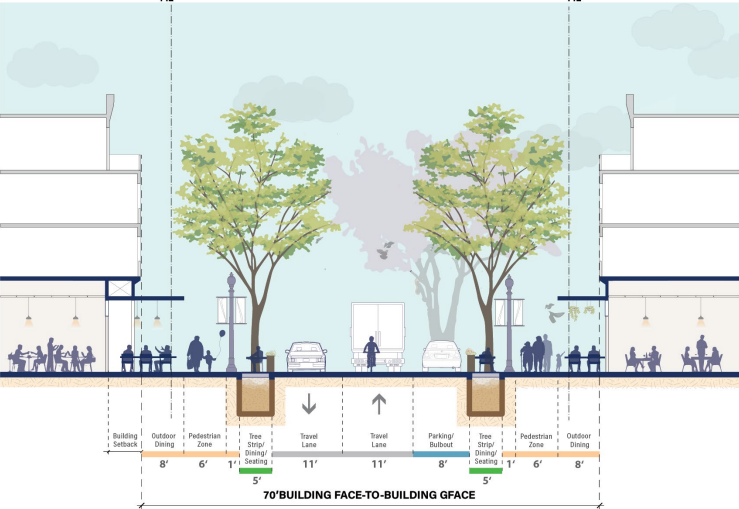 Building
Setback
Outdoor
Dining
Pedestrian
Zone
Tree
Strip/
Dining/
Seating
Travel
Lane
Travel
Lane
Parking/
Bulbout
Tree
Strip/
Dining/
Seating
Pedestrian
Zone
Outdoor
Dining
8' 6' 1' 11' 11' 8' 1' 6' 8'
5' 5'
70'BUILDING FACE-TO-BUILDING GFACE